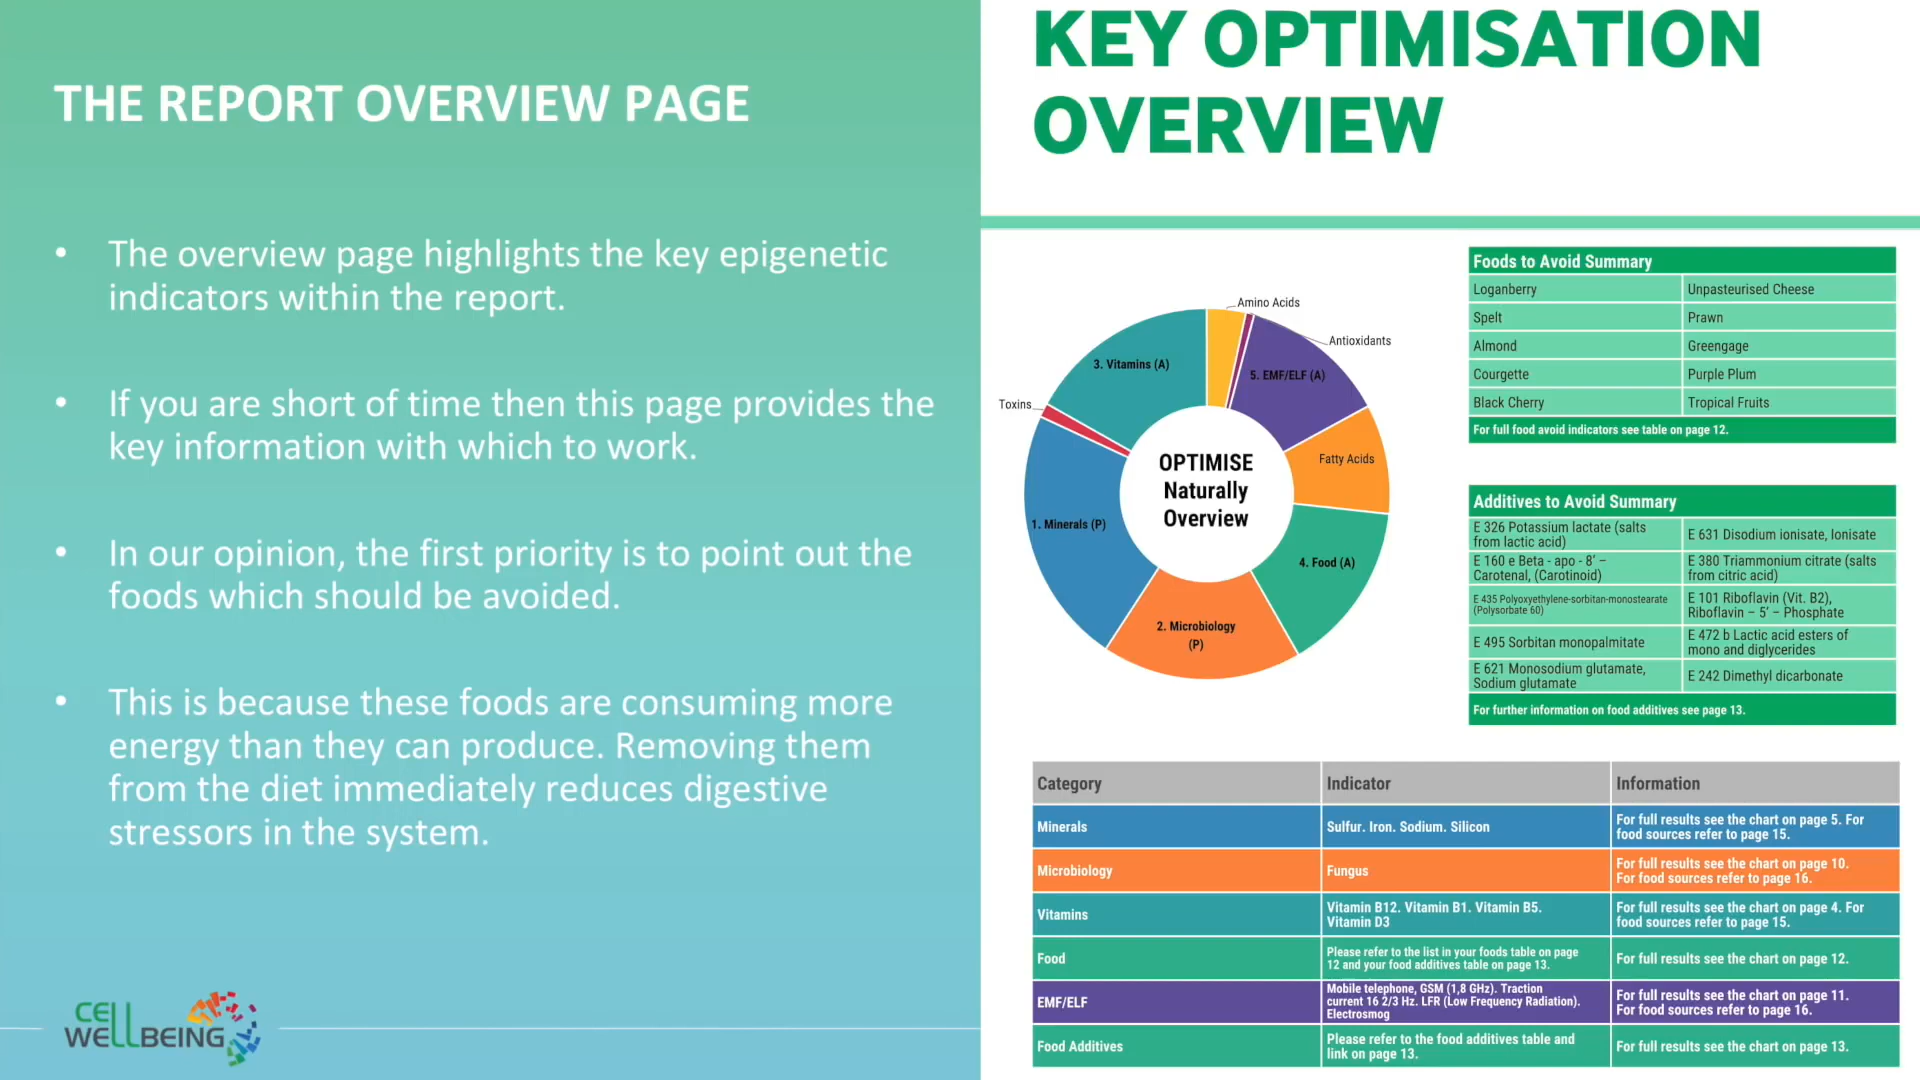 THE REPORT OVERVIEW PAGE
• The overview page highlights the key epigenetic
indicators within the report.
• If you are short of time then this page provides the
key information with which to work.
• In our opinion, the first priority is to point out the
foods which should be avoided.
• This is because these foods are consuming more
energy than they can produce. Removing them
from the diet immediately reduces digestive
stressors in the system.
CELL
WELLBEING
KEY OPTIMISATION
OVERVIEW
Amino Acids
Antioxidants
5. EMF/ELF (A)
Fatty Acids
4. Food (A)
2. Microbiology
(P)
1. Minerals (P)
Toxins
3. Vitamins (A)
OPTIMISE
Naturally
Overview
Foods to Avoid Summary
Loganberry Unpasteurised Cheese
Spelt Prawn
Almond Greengage
Courgette Purple Plum
Black Cherry Tropical Fruits
For full food avoid indicators see table on page 12.
Additives to Avoid Summary
E 326 Potassium lactate (salts
from lactic acid)
E 631 Disodium ionisate, Ionisate
E 160 e Beta - apo - 8’ –
Carotenal, (Carotinoid)
E 380 Triammonium citrate (salts
from citric acid)
E 435 Polyoxyethylene-sorbitan-monostearate
(Polysorbate 60)
E 101 Riboflavin (Vit. B2),
Riboflavin – 5’ – Phosphate
E 495 Sorbitan monopalmitate
E 472 b Lactic acid esters of
mono and diglycerides
E 621 Monosodium glutamate,
Sodium glutamate
E 242 Dimethyl dicarbonate
For further information on food additives see page 13.
Category Indicator Information
Minerals
Sulfur. Iron. Sodium. Silicon
For full results see the chart on page 5. For
food sources refer to page 15.
Microbiology
Fungus
For full results see the chart on page 10.
For food sources refer to page 16.
Vitamins
Vitamin B12. Vitamin B1. Vitamin B5.
Vitamin D3
For full results see the chart on page 4. For
food sources refer to page 15.
Food
Please refer to the list in your foods table on page
12 and your food additives table on page 13.
For full results see the chart on page 12.
EMF/ELF
Mobile telephone, GSM (1,8 GHz). Traction
current 16 2/3 Hz. LFR (Low Frequency Radiation).
Electrosmog
For full results see the chart on page 11.
For food sources refer to page 16.
Food Additives
Please refer to the food additives table and
link on page 13.
For full results see the chart on page 13.